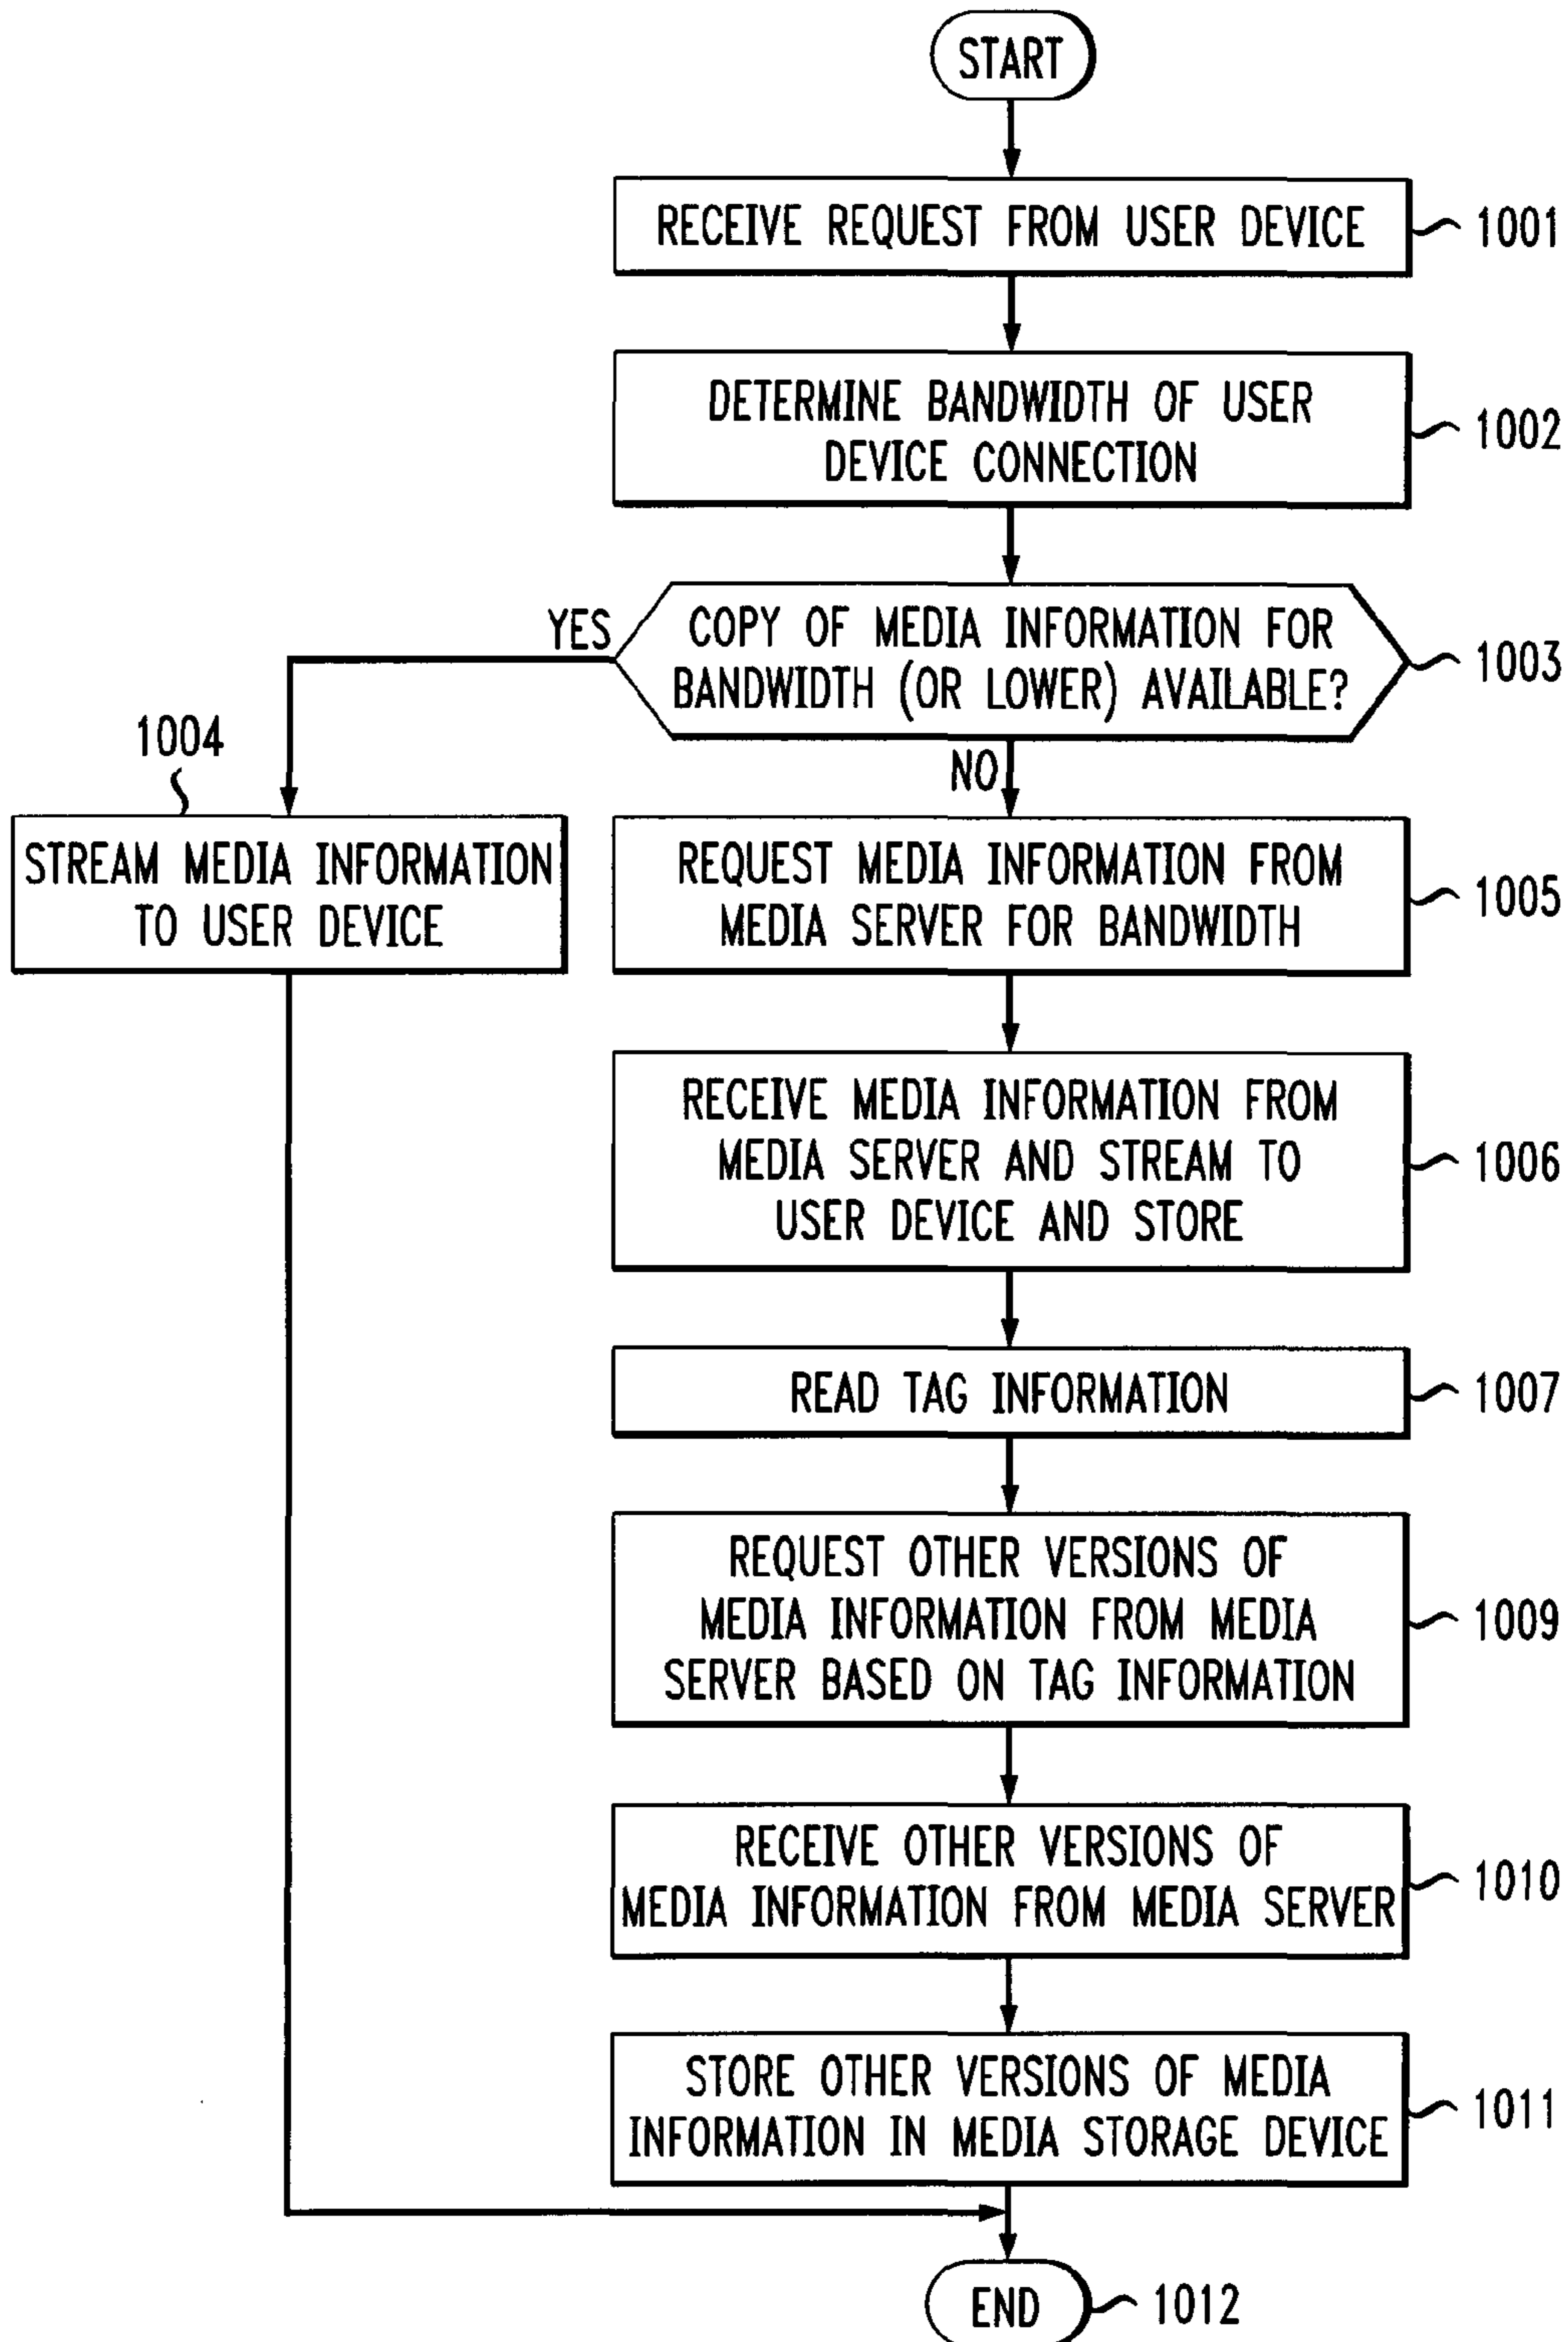 START
RECEIVE REQUEST FROM USER DEVICE
1001
DETERMINE BANDWIDTH OF USER
DEVICE CONNECTION
1002
COPY OF MEDIA INFORMATION FOR
BANDWIDTH (OR LOWER) AVAILABLE?
1003
YES
NO
1004
STREAM MEDIA INFORMATION
TO USER DEVICE
REQUEST MEDIA INFORMATION FROM
MEDIA SERVER FOR BANDWIDTH
1005
RECEIVE MEDIA INFORMATION FROM
MEDIA SERVER AND STREAM TO
USER DEVICE AND STORE
1006
READ TAG INFORMATION
1007
REQUEST OTHER VERSIONS OF
MEDIA INFORMATION FROM MEDIA
SERVER BASED ON TAG INFORMATION
1009
RECEIVE OTHER VERSIONS OF
MEDIA INFORMATION FROM MEDIA SERVER
1010
STORE OTHER VERSIONS OF MEDIA
INFORMATION IN MEDIA STORAGE DEVICE
1011
END
1012